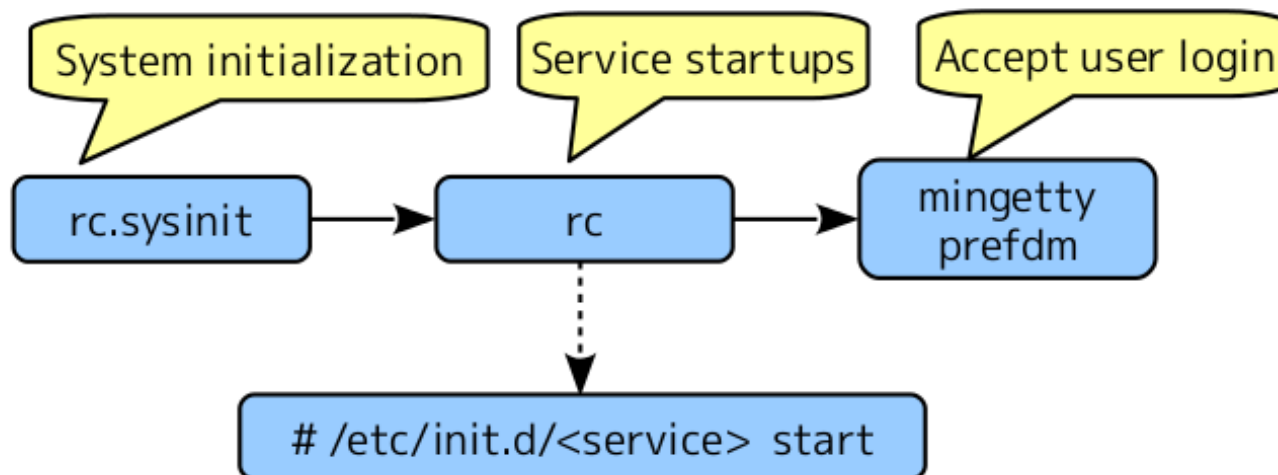 System initialization
Service startups
Accept user login
rc.sysinit
rc
mingetty
prefdm
# /etc/init.d/<service> start